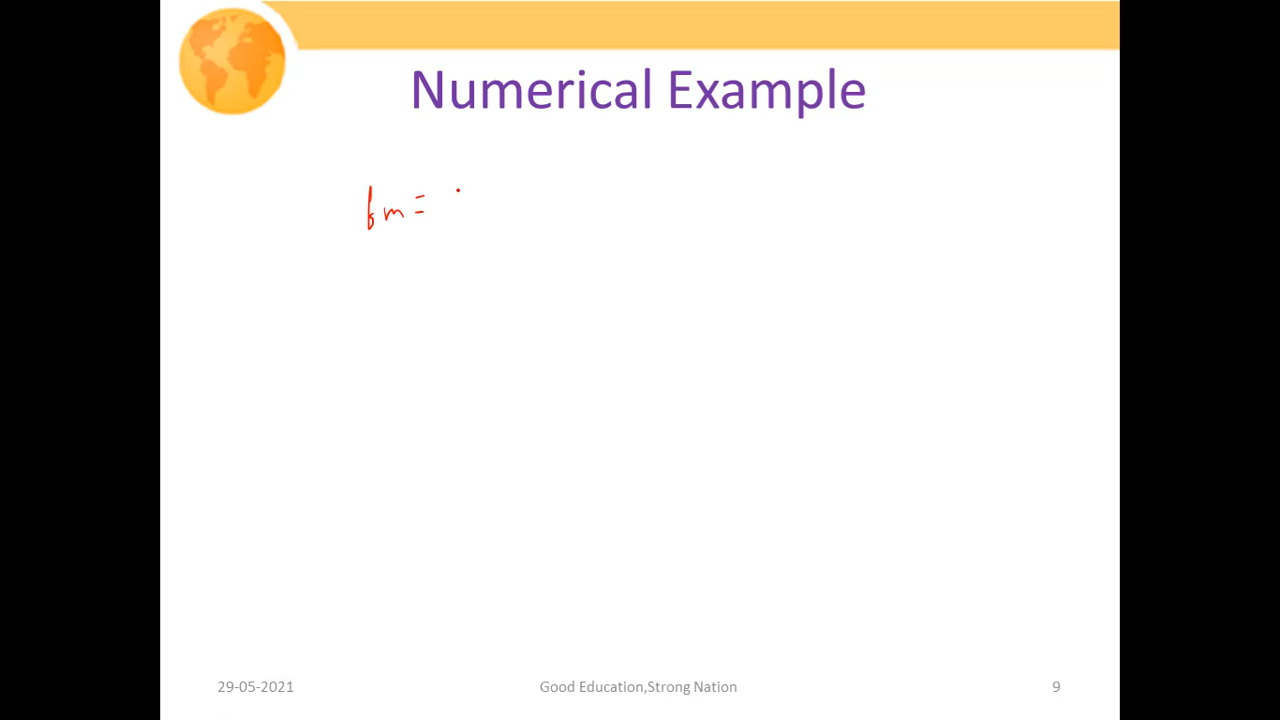 Numerical Example
fm =
29-05-2021
Good Education,Strong Nation
9